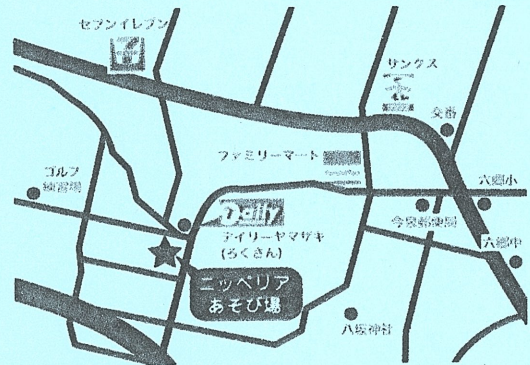 セブンイレブン
サンクス
交番
ファミリーマート
ゴルフ
練習場
六郷小
Daily
デイリーヤマザキ
(ろくさん)
今泉郵便局
六郷中
ニッペリア
あそび場
八坂神社